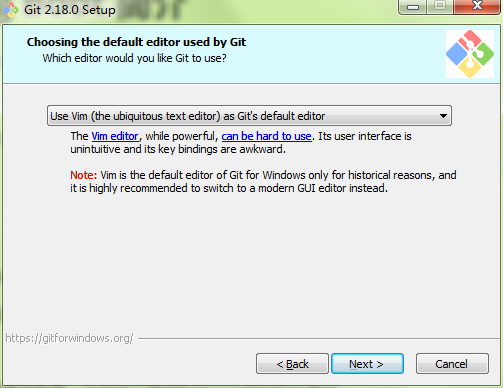 Git 2.18.0 Setup
Choosing the default editor used by Git
Which editor would you like Git to use?
Use Vim (the ubiquitous text editor) as Git's default editor
The Vim editor, while powerful, can be hard to use. Its user interface is
unintuitive and its key bindings are awkward.
Note: Vim is the default editor of Git for Windows only for historical reasons, and
it is highly recommended to switch to a modern GUI editor instead.
https://gitforwindows.org/
< Back
Next >
Cancel